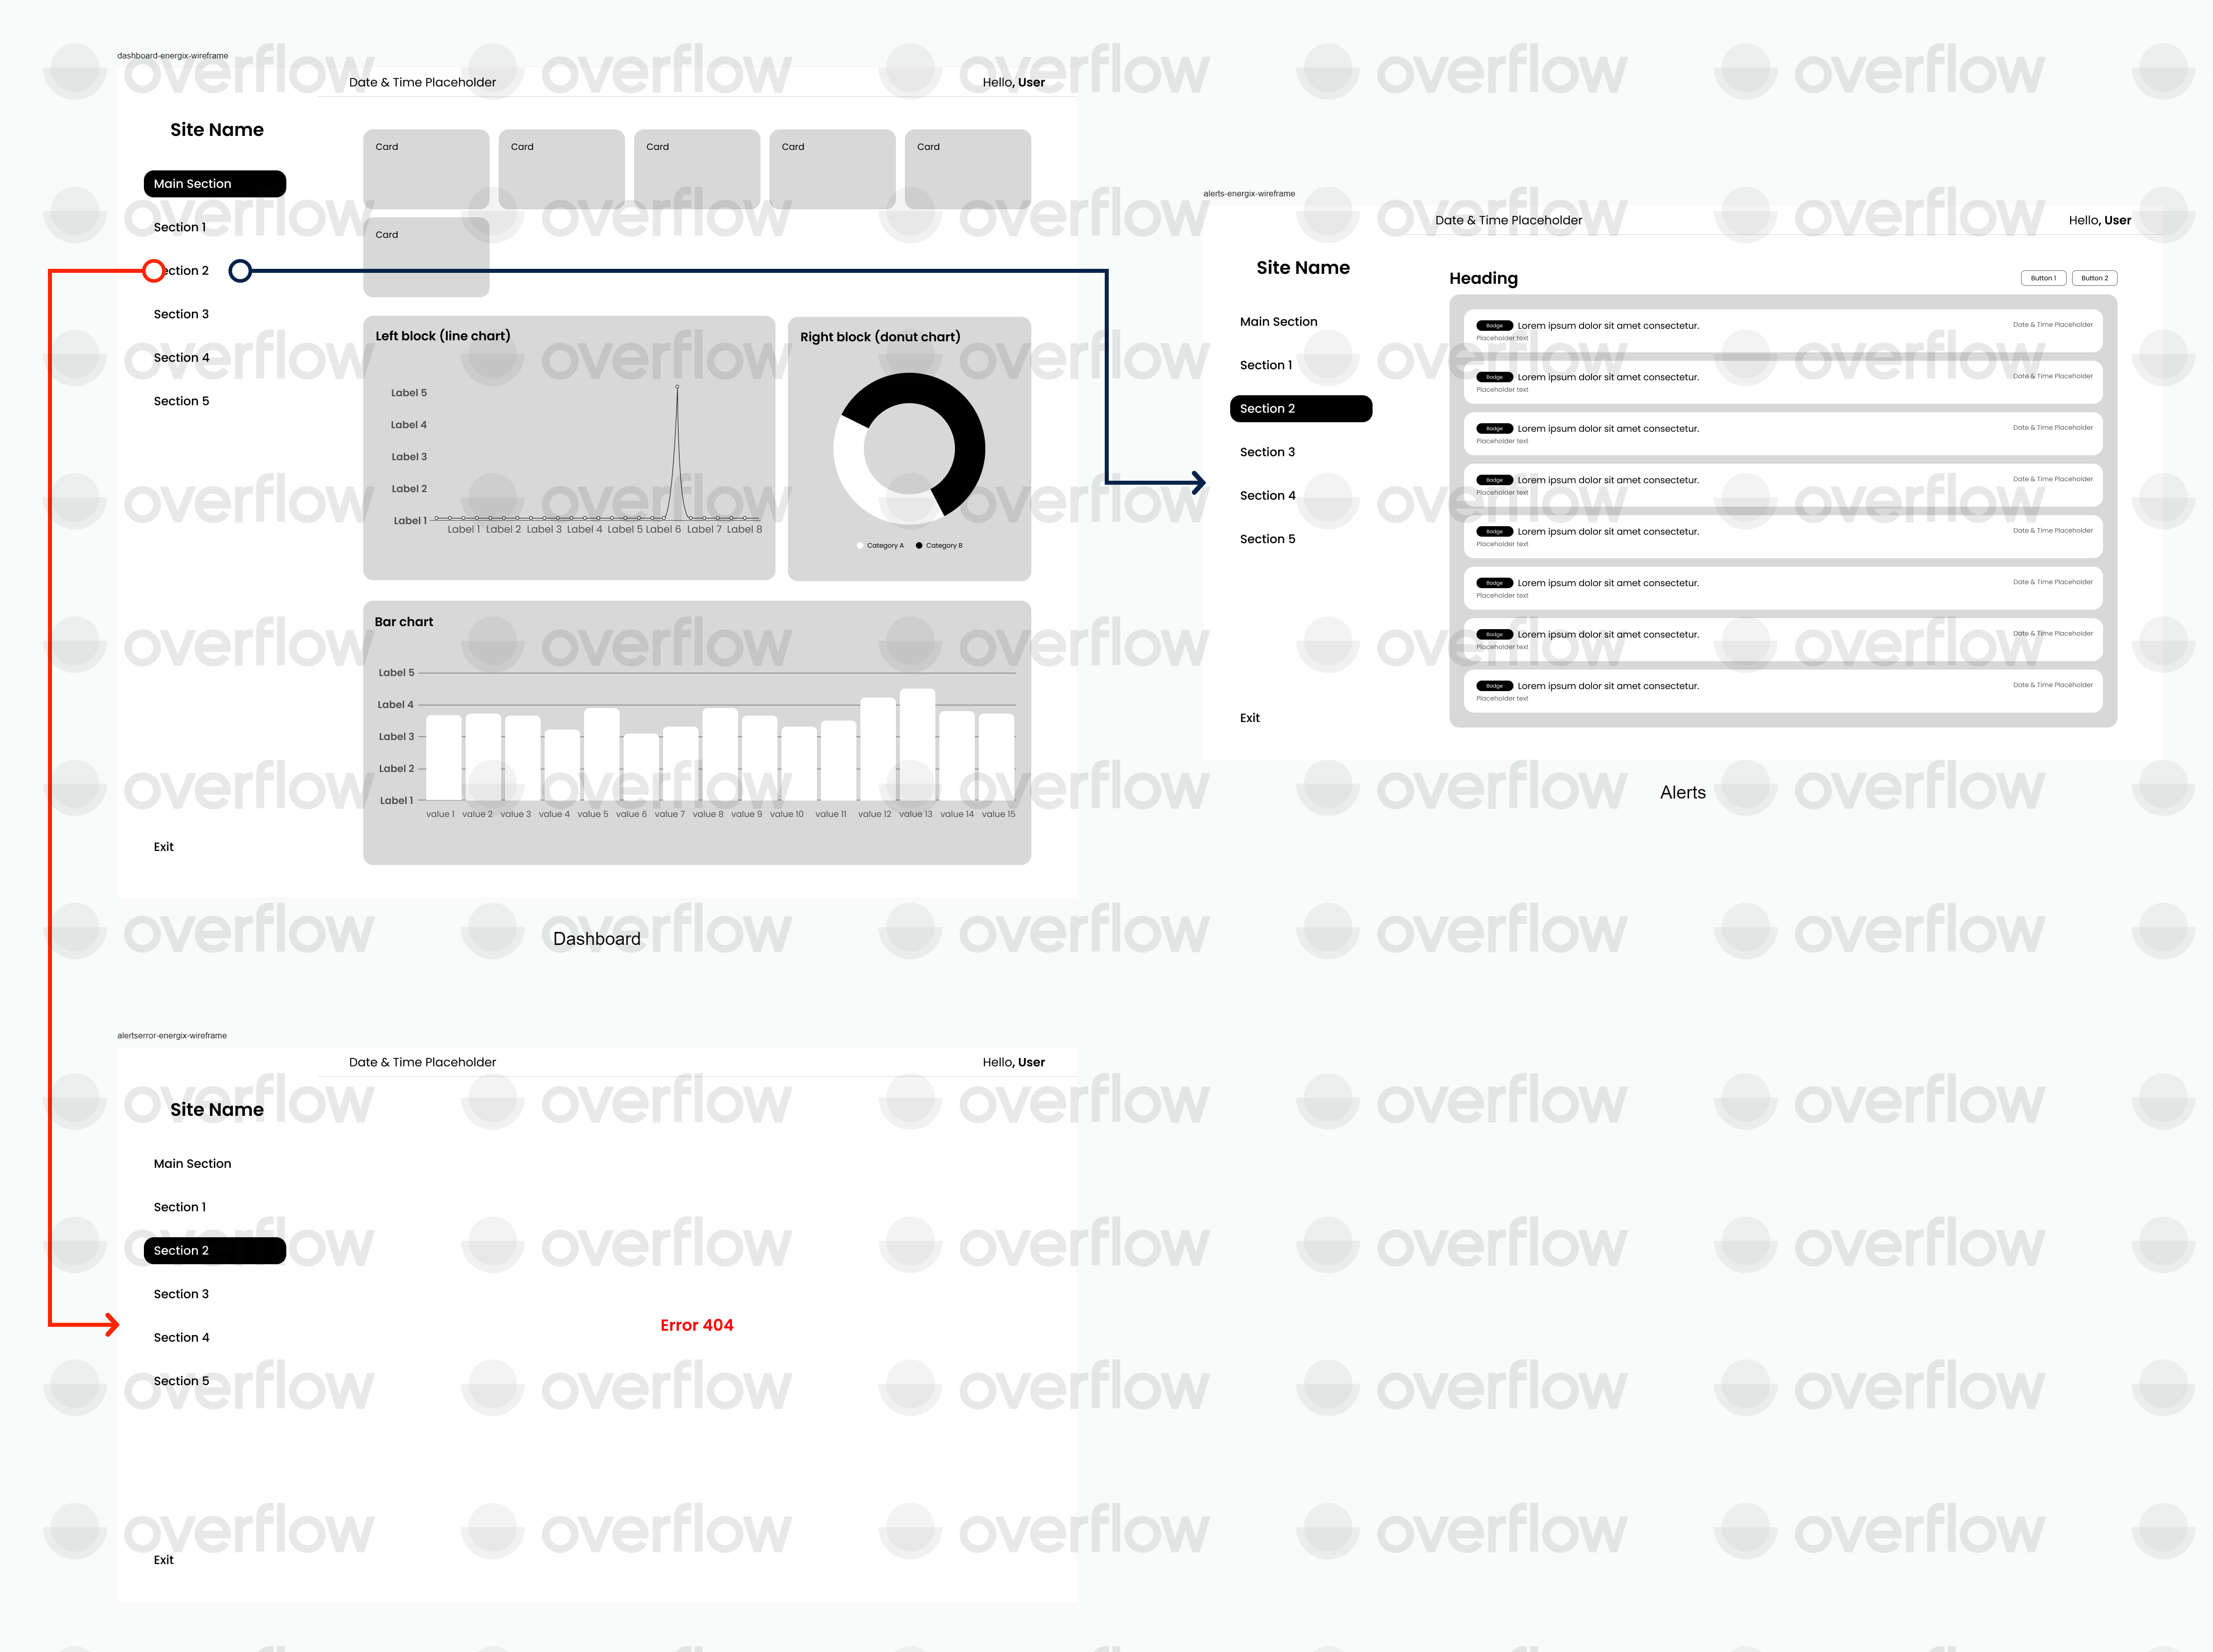 dashboard-energix-wireframe
Date & Time Placeholder
Hello, User
Site Name
Main Section
Section 1
ection 2
Section 3
Section 4
Section 5
Exit
Card
Card
Card
Card
Card
Card
Left block (line chart)
Label 5
Label 4
Label 3
Label 2
Label 1
Label 1 Label 2 Label 3 Label 4 Label 5 Label 6 Label 7 Label 8
Right block (donut chart)
Category A
Category B
Bar chart
Label 5
Label 4
Label 3
Label 2
Label 1
value 1 value 2 value 3 value 4 value 5 value 6 value 7 value 8 value 9 value 10 value 11 value 12 value 13 value 14 value 15
Dashboard
alerts-energix-wireframe
Date & Time Placeholder
Hello, User
Site Name
Main Section
Section 1
Section 2
Section 3
Section 4
Section 5
Exit
Heading
Button 1
Button 2
Badge Lorem ipsum dolor sit amet consectetur. Date & Time Placeholder
Placeholder text
Badge Lorem ipsum dolor sit amet consectetur. Date & Time Placeholder
Placeholder text
Badge Lorem ipsum dolor sit amet consectetur. Date & Time Placeholder
Placeholder text
Badge Lorem ipsum dolor sit amet consectetur. Date & Time Placeholder
Placeholder text
Badge Lorem ipsum dolor sit amet consectetur. Date & Time Placeholder
Placeholder text
Badge Lorem ipsum dolor sit amet consectetur. Date & Time Placeholder
Placeholder text
Badge Lorem ipsum dolor sit amet consectetur. Date & Time Placeholder
Placeholder text
Badge Lorem ipsum dolor sit amet consectetur. Date & Time Placeholder
Placeholder text
Alerts
alertserror-energix-wireframe
Date & Time Placeholder
Hello, User
Site Name
Main Section
Section 1
Section 2
Section 3
Section 4
Section 5
Exit
Error 404
overflow